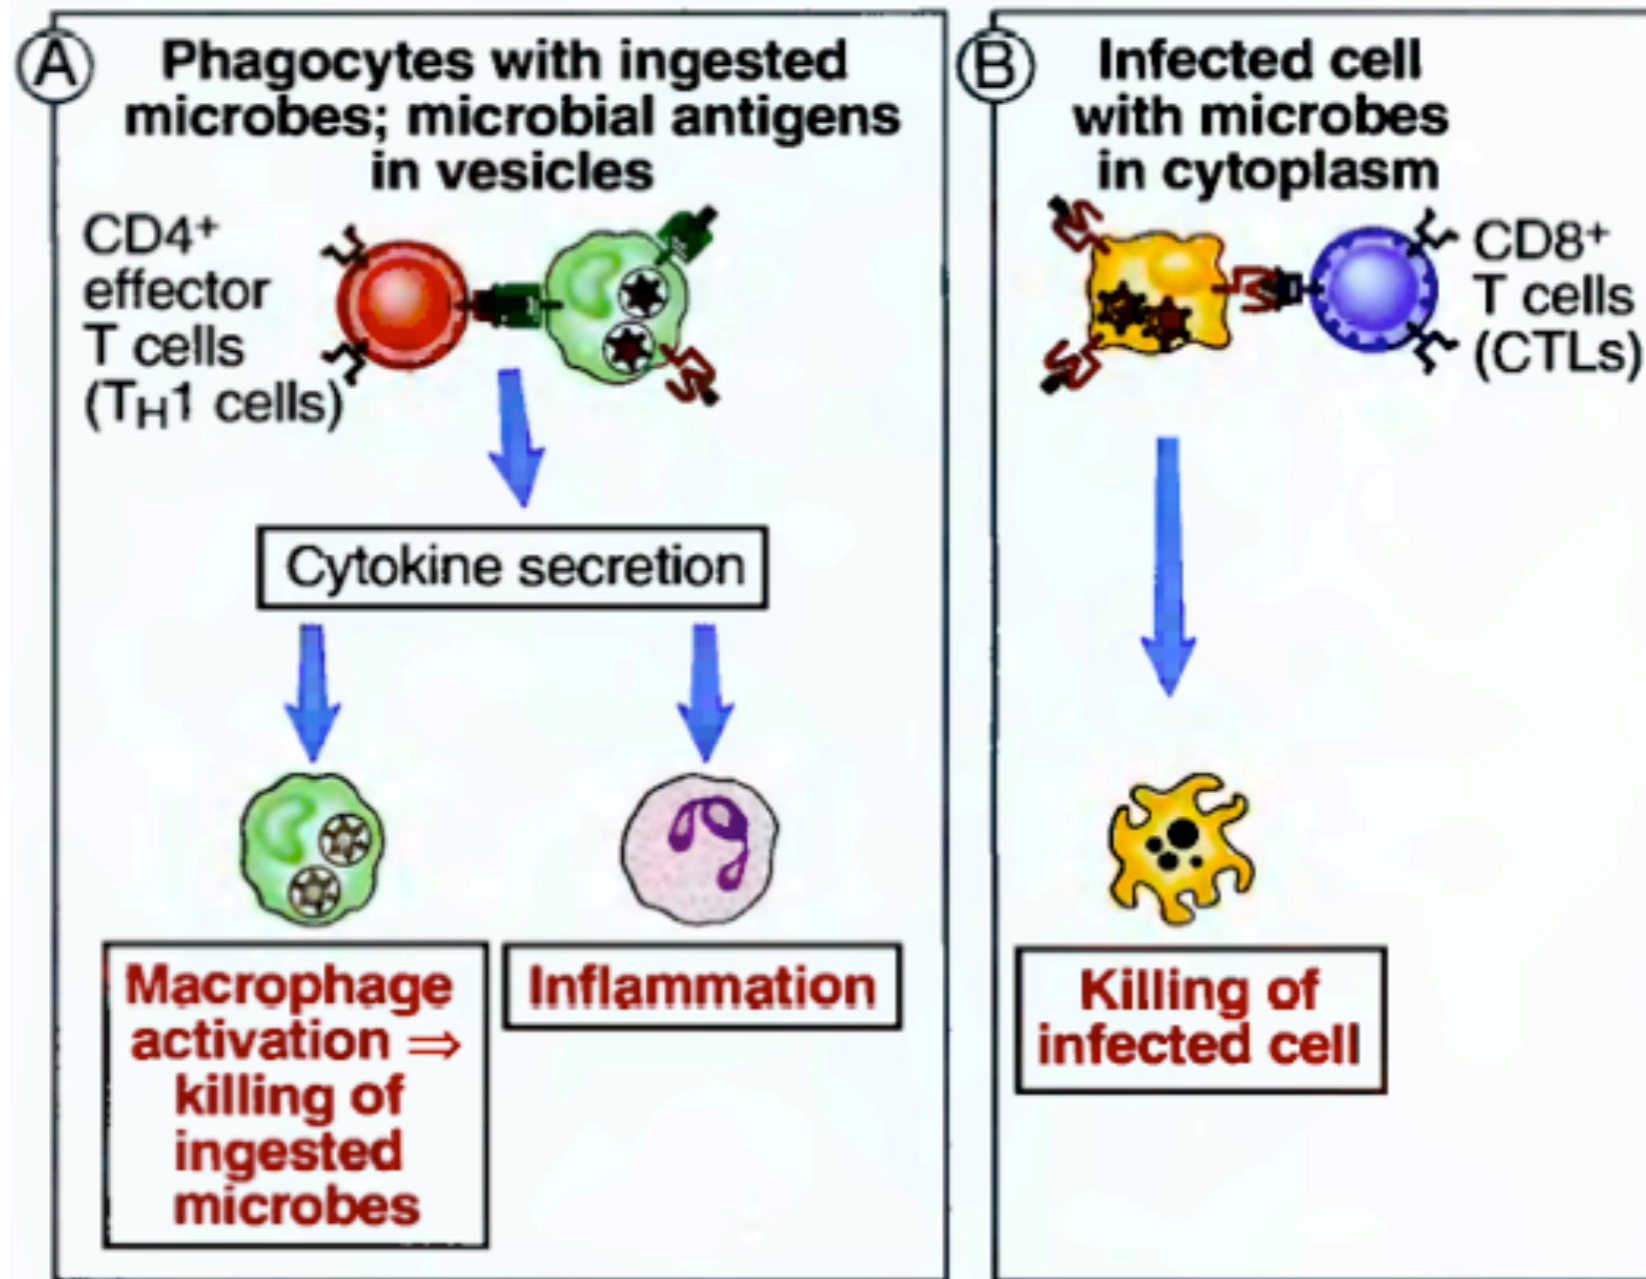 A
Phagocytes with ingested
microbes; microbial antigens
in vesicles
CD4+
effector
T cells
(TH1 cells)
Cytokine secretion
Macrophage
activation ⇒
killing of
ingested
microbes
Inflammation
B
Infected cell
with microbes
in cytoplasm
CD8+
T cells
(CTLs)
Killing of
infected cell